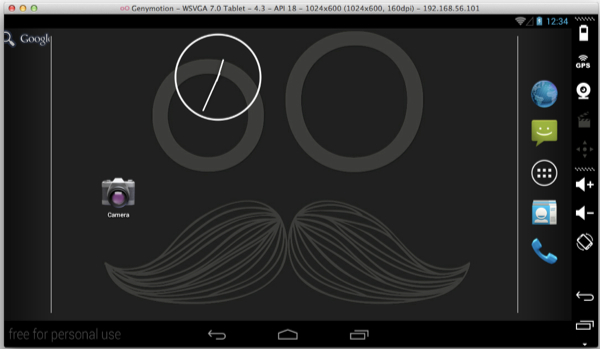 Genymotion – WSVGA 7.0 Tablet – 4.3 – API 18 – 1024x600 (1024x600, 160dpi) – 192.168.56.101
12:34
Google
GPS
Camera
free for personal use